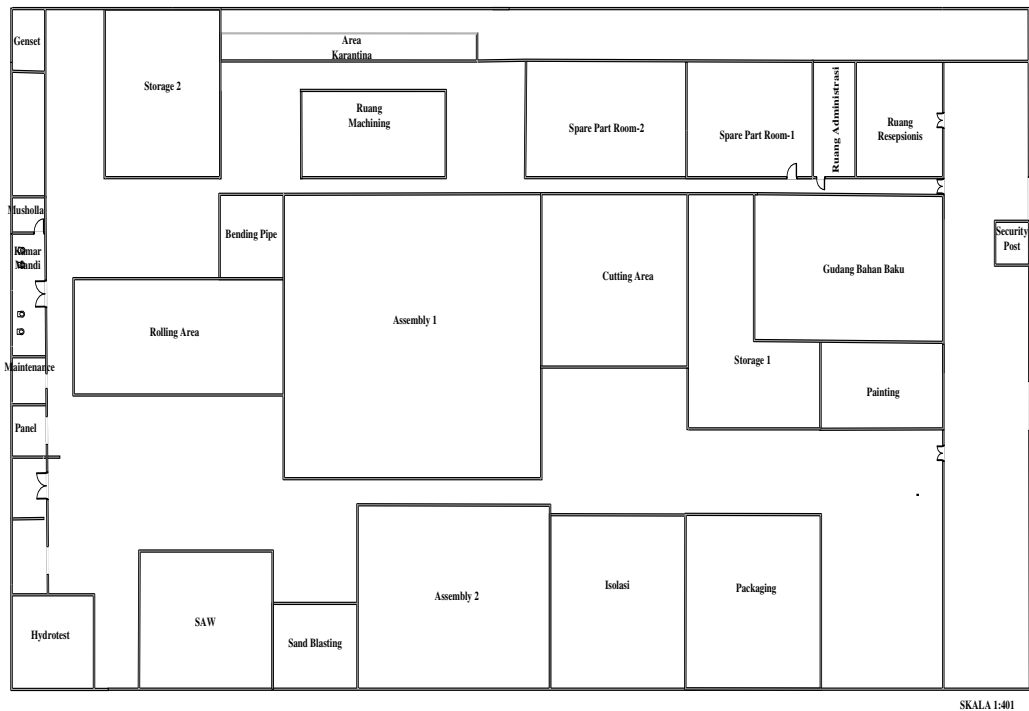 Genset
Area
Karantina
Storage 2
Ruang
Machining
Spare Part Room-2
Spare Part Room-1
Ruang Administrasi
Ruang
Resepsionis
Musholla
Bending Pipe
Security
Post
Kamar
Mandi
Cutting Area
Gudang Bahan Baku
Rolling Area
Assembly 1
Storage 1
Maintenance
Painting
Panel
Isolasi
Packaging
Assembly 2
SAW
Hydrotest
Sand Blasting
SKALA 1:401